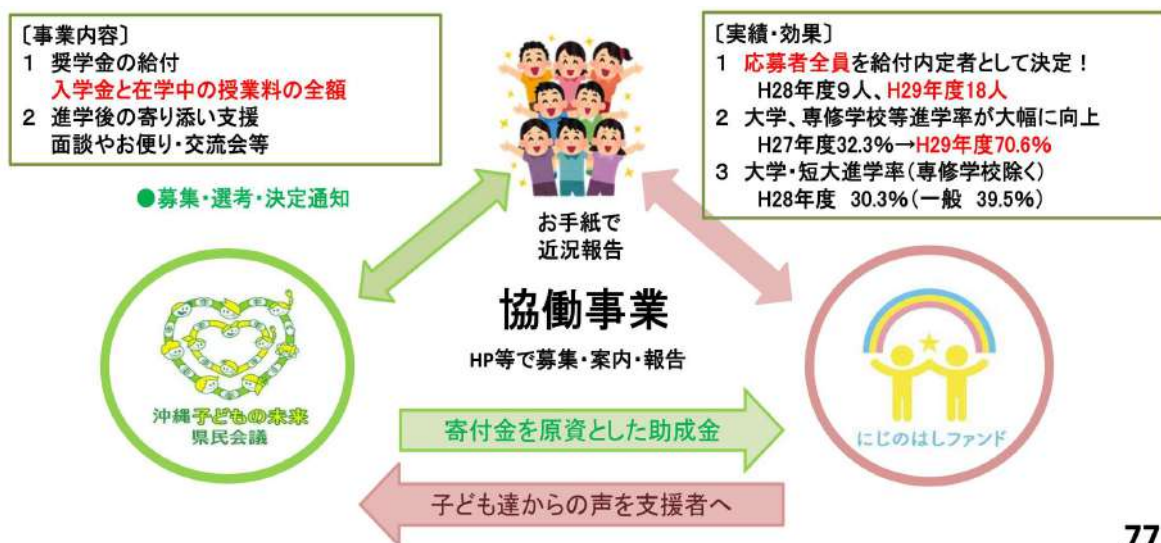 〔事業内容〕
1 奨学金の給付
入学金と在学中の授業料の全額
2 進学後の寄り添い支援
面談やお便り・交流会等
〔実績・効果〕
1 応募者全員を給付内定者として決定！
H28年度9人、H29年度18人
2 大学、専修学校等進学率が大幅に向上
H27年度32.3%→H29年度70.6%
3 大学・短大進学率(専修学校除く)
H28年度 30.3%(一般 39.5%)
●募集・選考・決定通知
お手紙で
近況報告
協働事業
HP等で募集・案内・報告
沖縄子どもの未来
県民会議
寄付金を原資とした助成金
にじのはしファンド
子ども達からの声を支援者へ
77